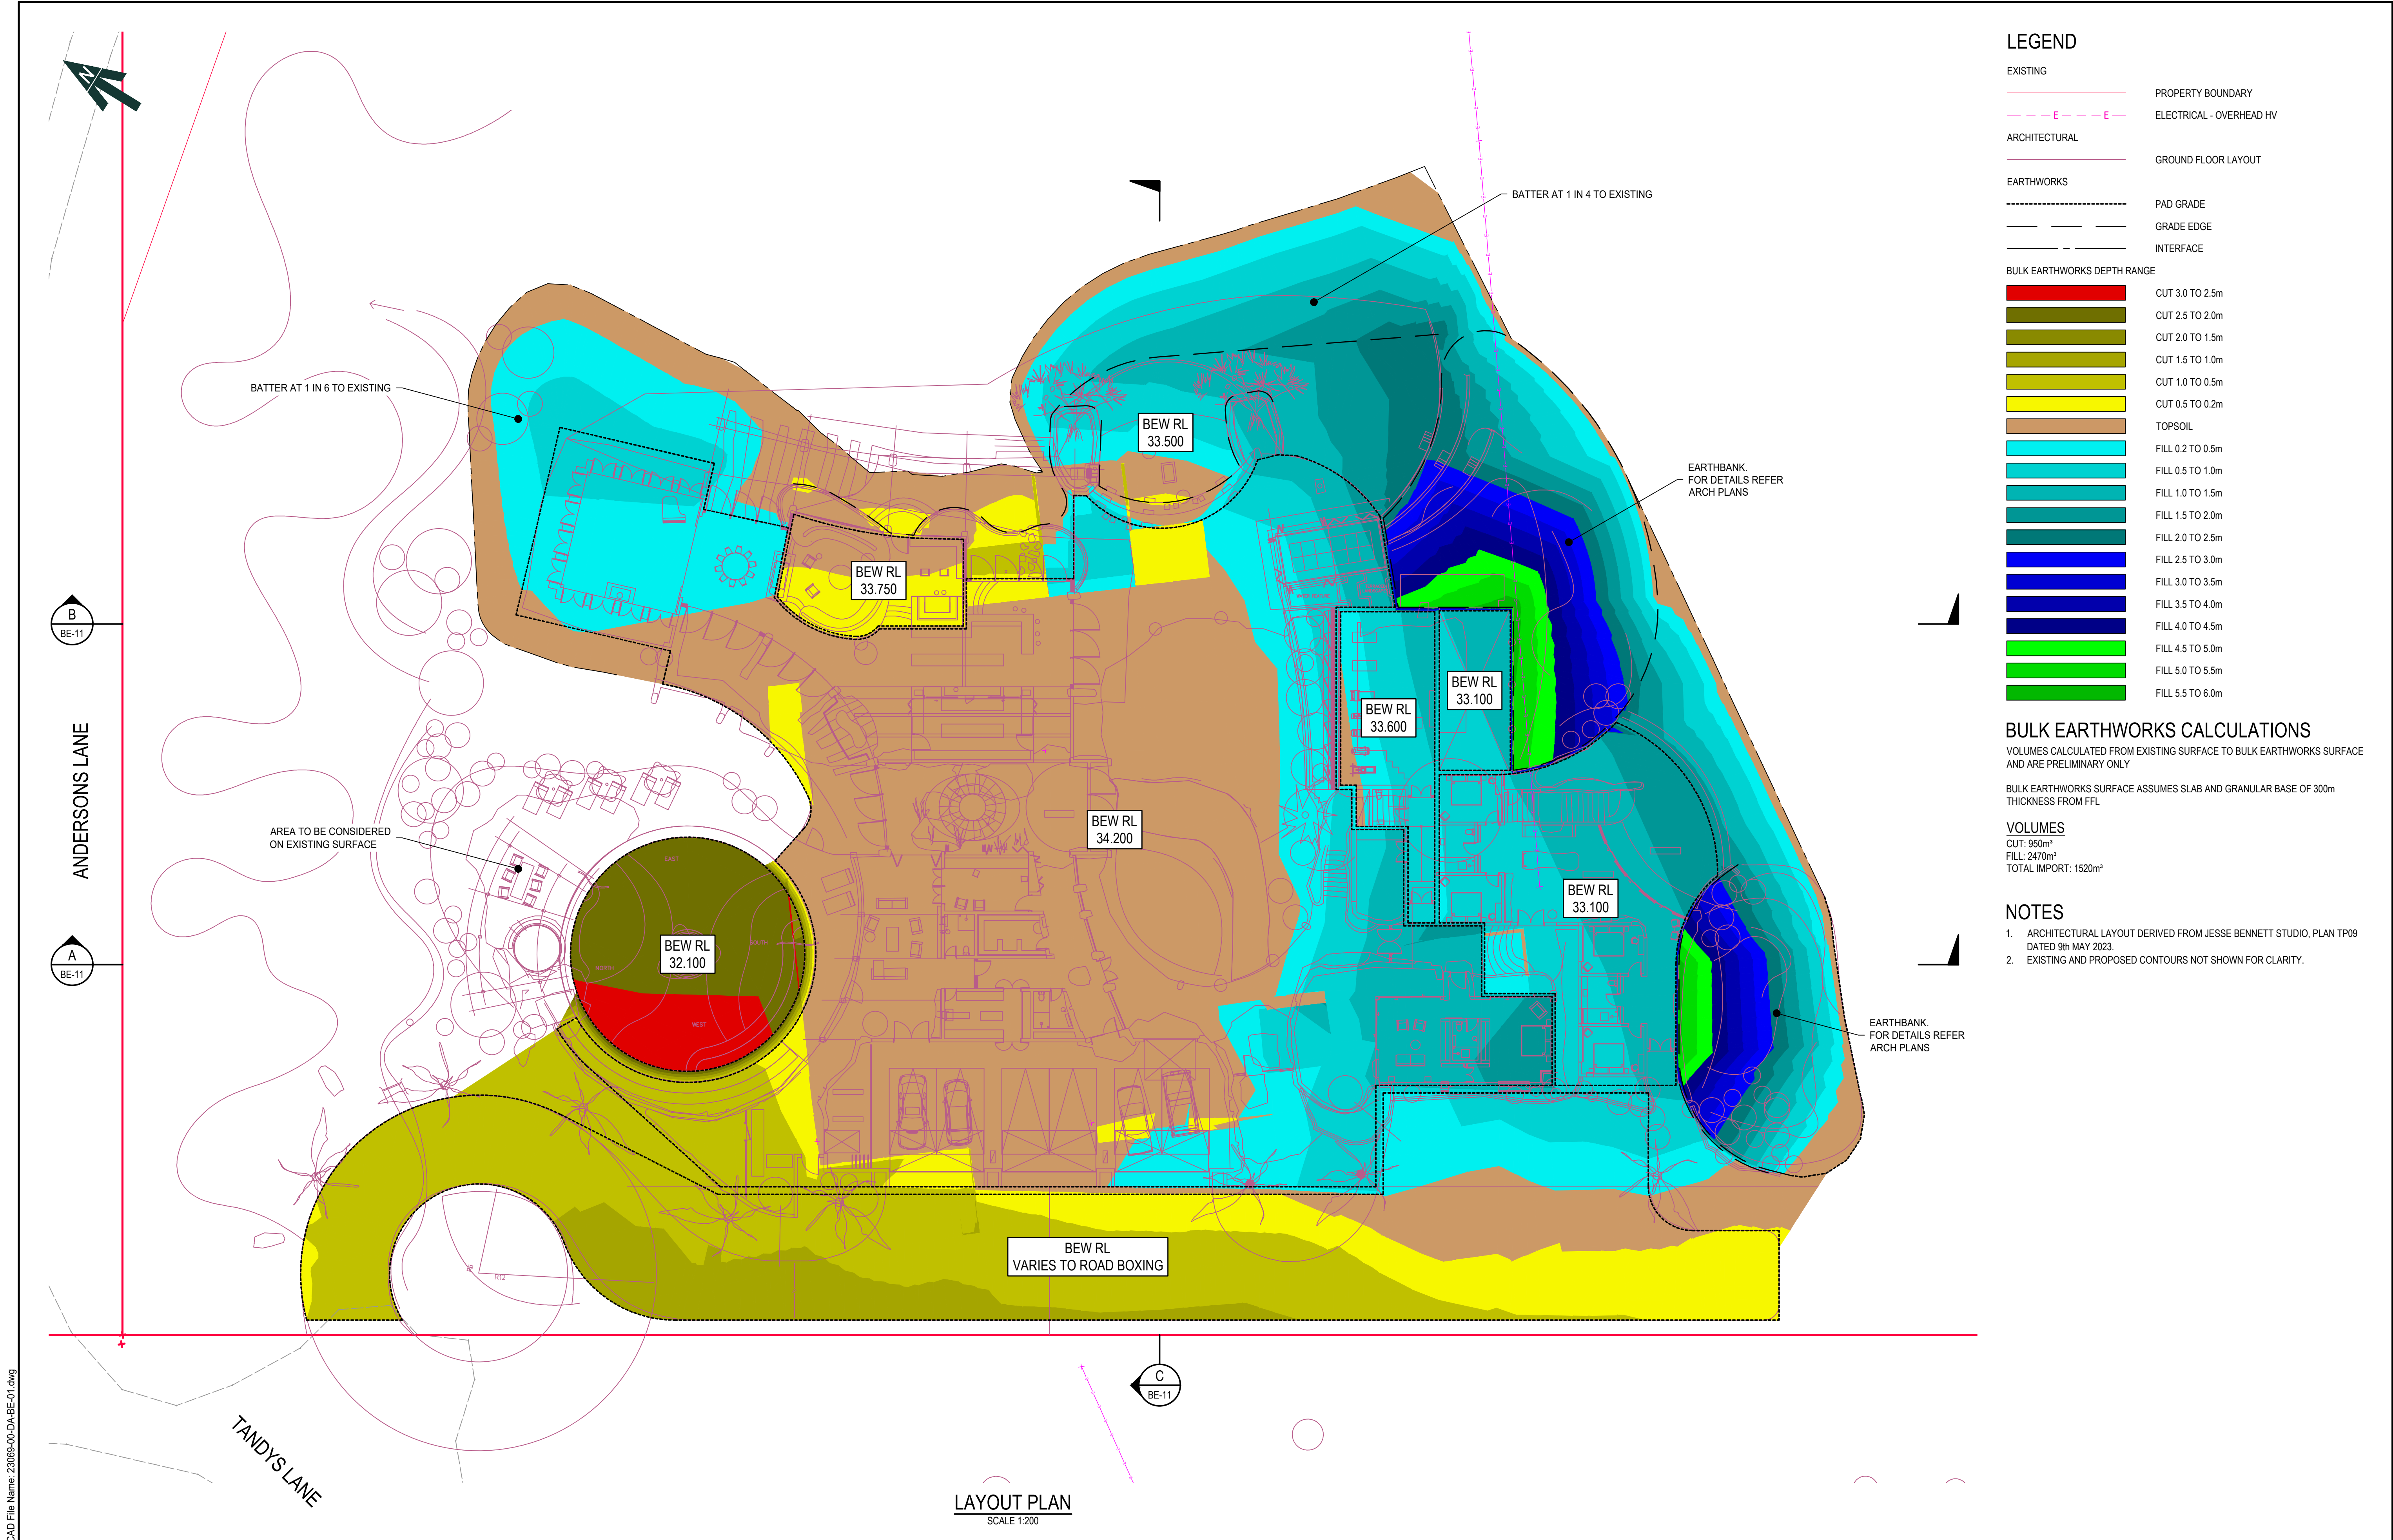 N
BATTER AT 1 IN 4 TO EXISTING
BATTER AT 1 IN 6 TO EXISTING
BEW RL
33.500
EARTHBANK.
FOR DETAILS REFER
ARCH PLANS
BEW RL
33.750
B
BE-11
BEW RL
33.600
BEW RL
33.100
ANDERSONS LANE
AREA TO BE CONSIDERED
ON EXISTING SURFACE
BEW RL
34.200
EAST
BEW RL
33.100
A
BE-11
BEW RL
32.100
SOUTH
NORTH
WEST
EARTHBANK.
FOR DETAILS REFER
ARCH PLANS
BEW RL
VARIES TO ROAD BOXING
R12
C
BE-11
TANDYS LANE
LAYOUT PLAN
SCALE 1:200
CAD File Name: 23069-00-DA-BE-01.dwg
LEGEND
EXISTING
PROPERTY BOUNDARY
E E ELECTRICAL - OVERHEAD HV
ARCHITECTURAL
GROUND FLOOR LAYOUT
EARTHWORKS
PAD GRADE
GRADE EDGE
INTERFACE
BULK EARTHWORKS DEPTH RANGE
CUT 3.0 TO 2.5m
CUT 2.5 TO 2.0m
CUT 2.0 TO 1.5m
CUT 1.5 TO 1.0m
CUT 1.0 TO 0.5m
CUT 0.5 TO 0.2m
TOPSOIL
FILL 0.2 TO 0.5m
FILL 0.5 TO 1.0m
FILL 1.0 TO 1.5m
FILL 1.5 TO 2.0m
FILL 2.0 TO 2.5m
FILL 2.5 TO 3.0m
FILL 3.0 TO 3.5m
FILL 3.5 TO 4.0m
FILL 4.0 TO 4.5m
FILL 4.5 TO 5.0m
FILL 5.0 TO 5.5m
FILL 5.5 TO 6.0m
BULK EARTHWORKS CALCULATIONS
VOLUMES CALCULATED FROM EXISTING SURFACE TO BULK EARTHWORKS SURFACE
AND ARE PRELIMINARY ONLY
BULK EARTHWORKS SURFACE ASSUMES SLAB AND GRANULAR BASE OF 300m
THICKNESS FROM FFL
VOLUMES
CUT: 950m³
FILL: 2470m³
TOTAL IMPORT: 1520m³
NOTES
1. ARCHITECTURAL LAYOUT DERIVED FROM JESSE BENNETT STUDIO, PLAN TP09
DATED 9th MAY 2023.
2. EXISTING AND PROPOSED CONTOURS NOT SHOWN FOR CLARITY.